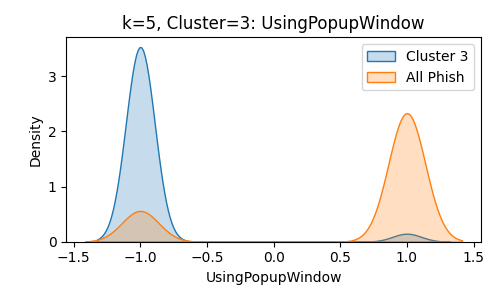 k=5, Cluster=3: UsingPopupWindow
Cluster 3
All Phish
Density
3
2
1
0
−1.5 −1.0 −0.5 0.0 0.5 1.0 1.5
UsingPopupWindow